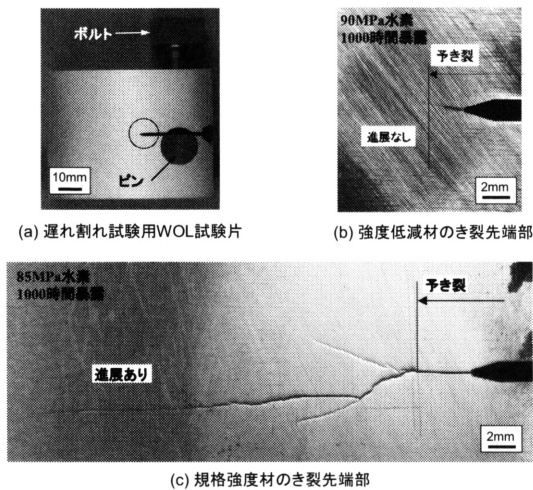 ボルト
ピン
10mm
(a) 遅れ割れ試験用WOL試験片
90MPa水素
1000時間暴露
予き裂
進展なし
2mm
(b) 強度低減材のき裂先端部
85MPa水素
1000時間暴露
予き裂
進展あり
2mm
(c) 規格強度材のき裂先端部